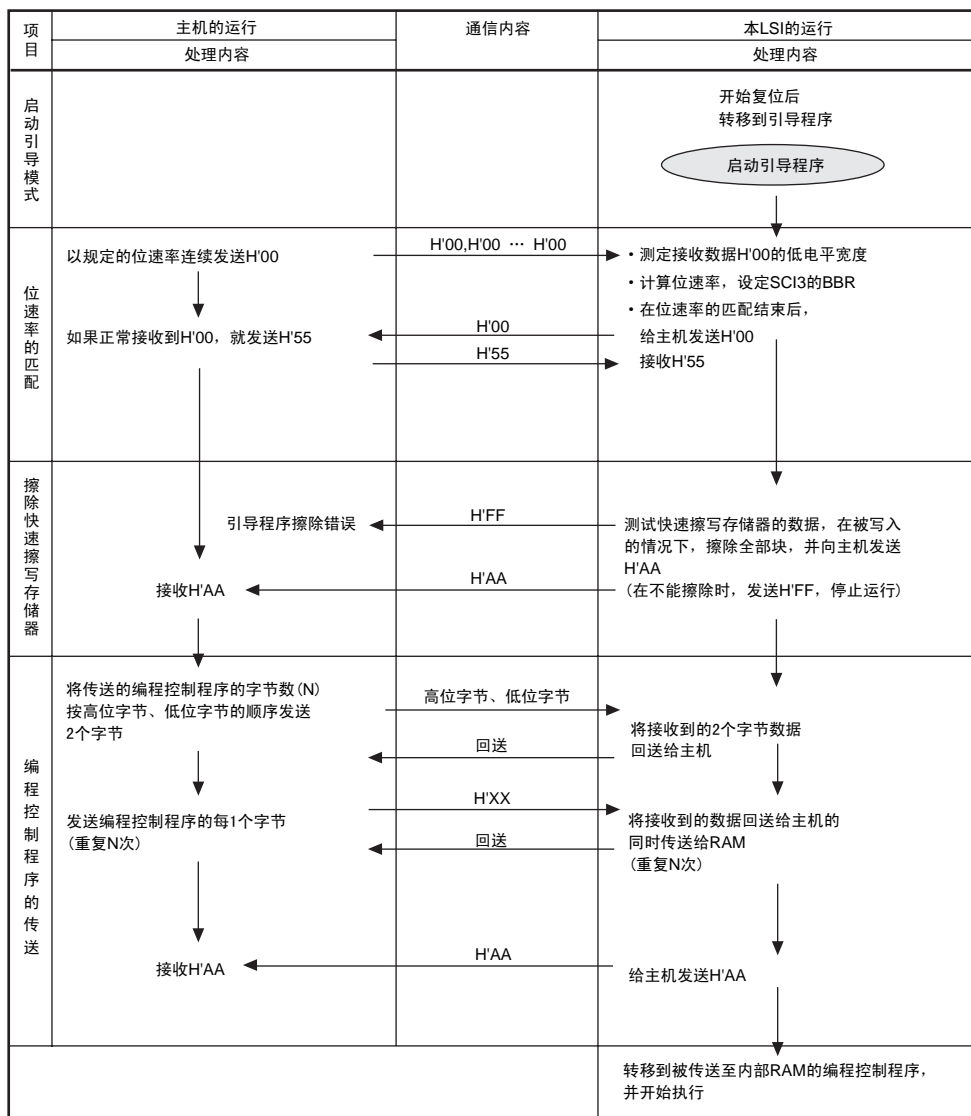 项目
主机的运行
通信内容
本LSI的运行
处理内容
处理内容
启动引导模式
开始复位后
转移到引导程序
启动引导程序
位速率的匹配
以规定的位速率连续发送H'00
H'00,H'00 … H'00
・测定接收数据H'00的低电平宽度
・计算位速率，设定SCI3的BBR
・在位速率的匹配结束后，
给主机发送H'00
如果正常接收到H'00，就发送H'55
H'00
H'55
接收H'55
擦除快速擦写存储器
引导程序擦除错误
H'FF
测试快速擦写存储器的数据，在被写入
的情况下，擦除全部块，并向主机发送
H'AA
(在不能擦除时，发送H'FF，停止运行)
接收H'AA
H'AA
编程控制程序的传送
将传送的编程控制程序的字节数(N)
按高位字节、低位字节的顺序发送
2个字节
高位字节、低位字节
将接收到的2个字节数据
回送给主机
回送
发送编程控制程序的每1个字节
(重复N次)
H'XX
回送
将接收到的数据回送给主机的
同时传送给RAM
(重复N次)
接收H'AA
H'AA
给主机发送H'AA
转移到被传送至内部RAM的编程控制程序，
并开始执行